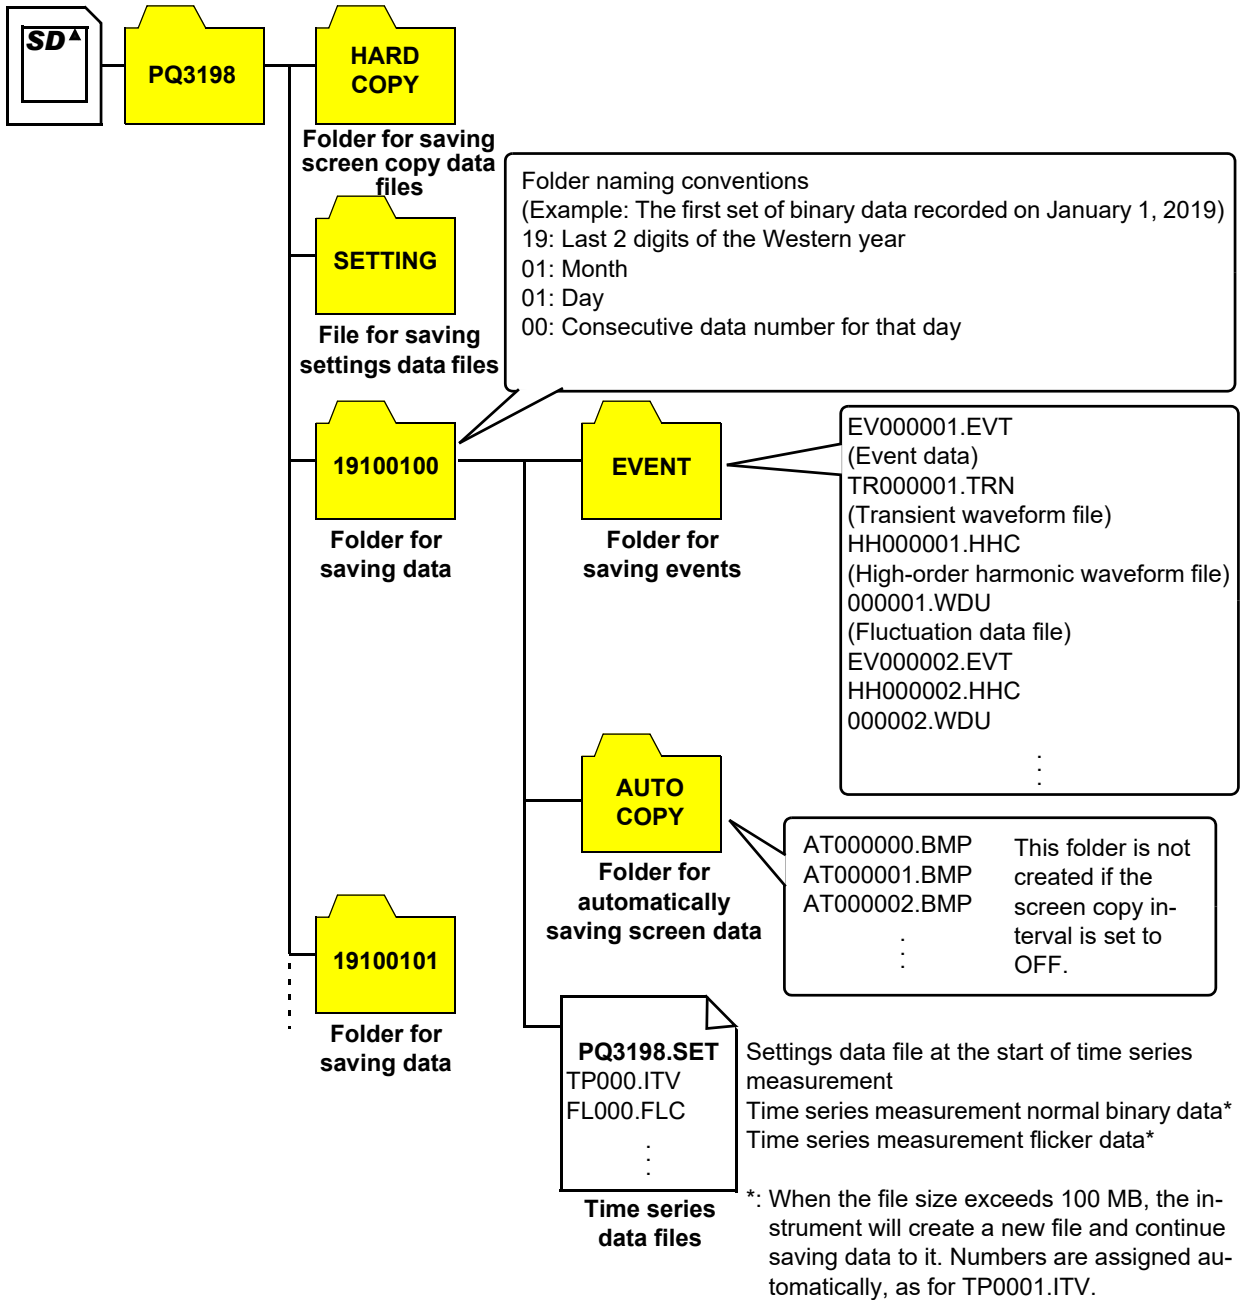 SD
PQ3198
HARD
COPY
Folder for saving
screen copy data
files
Folder naming conventions
(Example: The first set of binary data recorded on January 1, 2019)
19: Last 2 digits of the Western year
01: Month
01: Day
00: Consecutive data number for that day
SETTING
File for saving
settings data files
19100100
Folder for
saving data
EVENT
Folder for
saving events
EV000001.EVT
(Event data)
TR000001.TRN
(Transient waveform file)
HH000001.HHC
(High-order harmonic waveform file)
000001.WDU
(Fluctuation data file)
EV000002.EVT
HH000002.HHC
000002.WDU
AUTO
COPY
Folder for
automatically
saving screen data
AT000000.BMP
AT000001.BMP
AT000002.BMP
This folder is not
created if the
screen copy in-
terval is set to
OFF.
19100101
Folder for
saving data
PQ3198.SET
TP000.ITV
FL000.FLC
Time series
data files
Settings data file at the start of time series
measurement
Time series measurement normal binary data*
Time series measurement flicker data*
*: When the file size exceeds 100 MB, the in-
strument will create a new file and continue
saving data to it. Numbers are assigned au-
tomatically, as for TP0001.ITV.